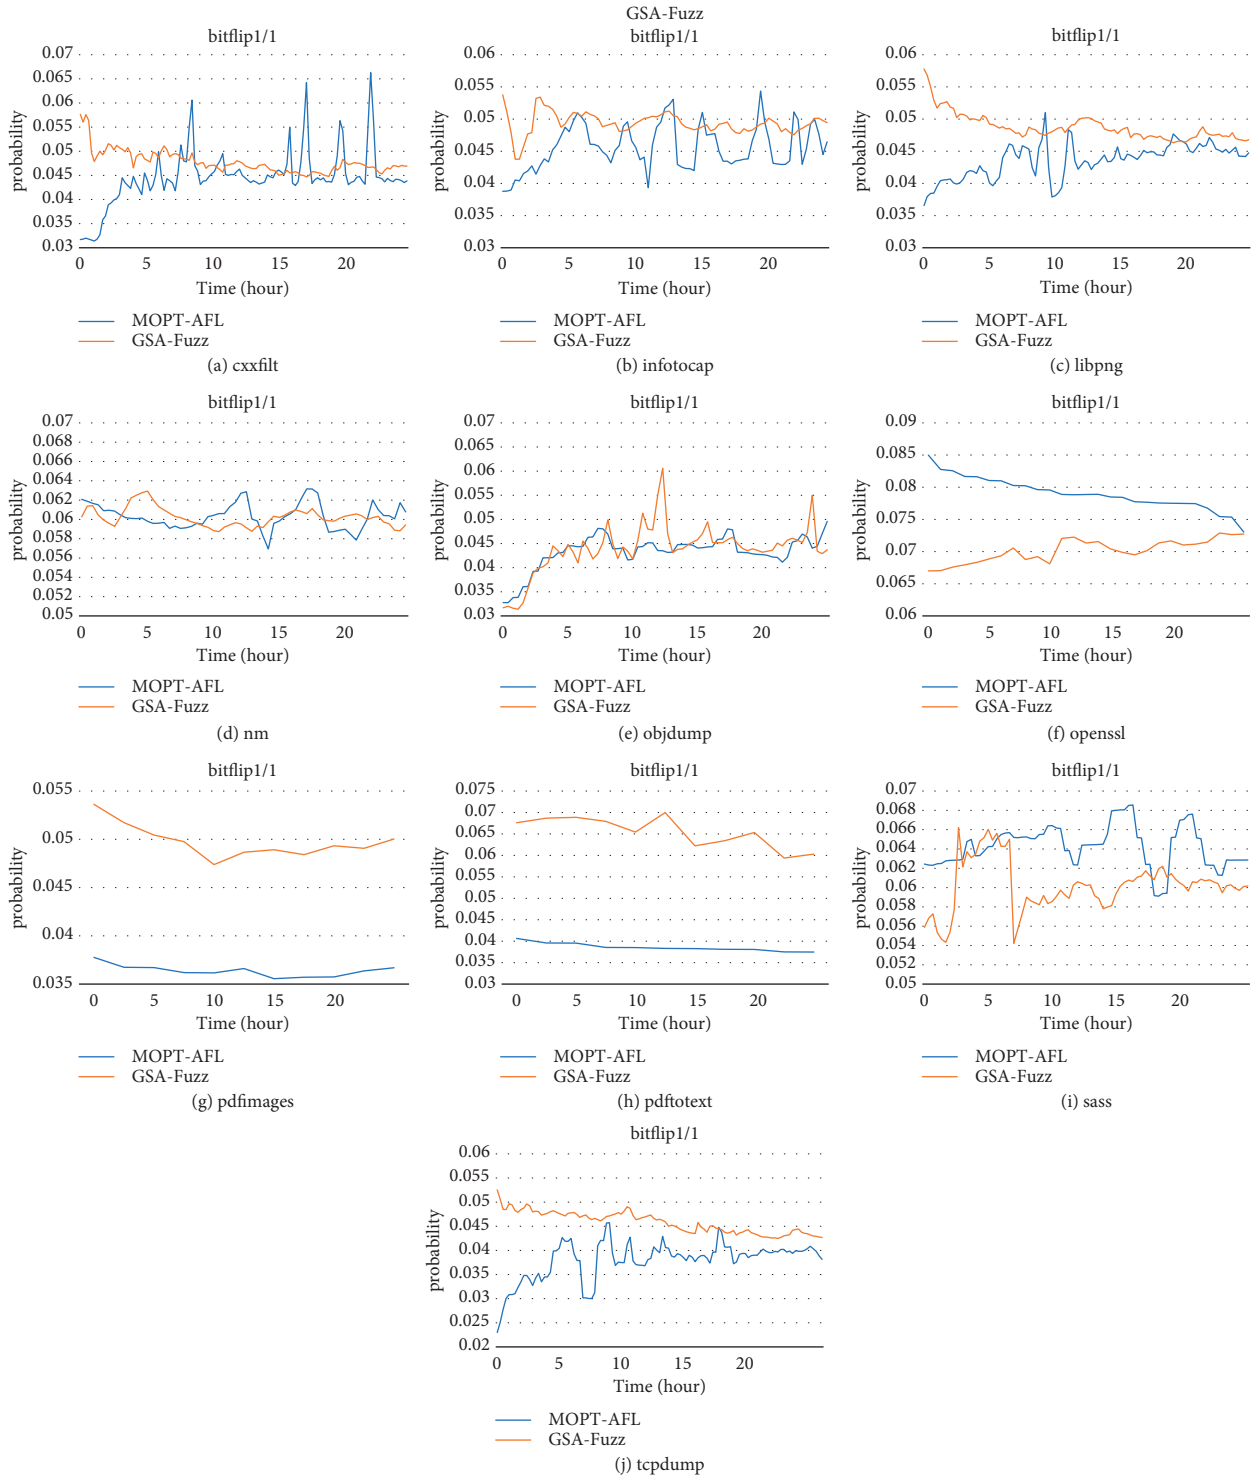 GSA-Fuzz
bitflip1/1
0.07
0.065
0.06
0.055
0.05
0.045
0.04
0.035
0.03
probability
0 5 10 15 20
Time (hour)
MOPT-AFL
GSA-Fuzz
(a) cxxfilt
bitflip1/1
0.06
0.055
0.05
0.045
0.04
0.035
0.03
probability
0 5 10 15 20
Time (hour)
MOPT-AFL
GSA-Fuzz
(b) infotocap
bitflip1/1
0.06
0.055
0.05
0.045
0.04
0.035
0.03
probability
0 5 10 15 20
Time (hour)
MOPT-AFL
GSA-Fuzz
(c) libpng
bitflip1/1
0.07
0.068
0.066
0.064
0.062
0.06
0.058
0.056
0.054
0.052
0.05
probability
0 5 10 15 20
Time (hour)
MOPT-AFL
GSA-Fuzz
(d) nm
bitflip1/1
0.07
0.065
0.06
0.055
0.05
0.045
0.04
0.035
0.03
probability
0 5 10 15 20
Time (hour)
MOPT-AFL
GSA-Fuzz
(e) objdump
bitflip1/1
0.09
0.085
0.08
0.075
0.07
0.065
0.06
probability
0 5 10 15 20
Time (hour)
MOPT-AFL
GSA-Fuzz
(f) openssl
bitflip1/1
0.055
0.05
0.045
0.04
0.035
probability
0 5 10 15 20
Time (hour)
MOPT-AFL
GSA-Fuzz
(g) pdfimages
bitflip1/1
0.075
0.07
0.065
0.06
0.055
0.05
0.045
0.04
0.035
0.03
probability
0 5 10 15 20
Time (hour)
MOPT-AFL
GSA-Fuzz
(h) pdftotext
bitflip1/1
0.07
0.068
0.066
0.064
0.062
0.06
0.058
0.056
0.054
0.052
0.05
probability
0 5 10 15 20
Time (hour)
MOPT-AFL
GSA-Fuzz
(i) sass
bitflip1/1
0.06
0.055
0.05
0.045
0.04
0.035
0.03
0.025
0.02
probability
0 5 10 15 20
Time (hour)
MOPT-AFL
GSA-Fuzz
(j) tcpdump